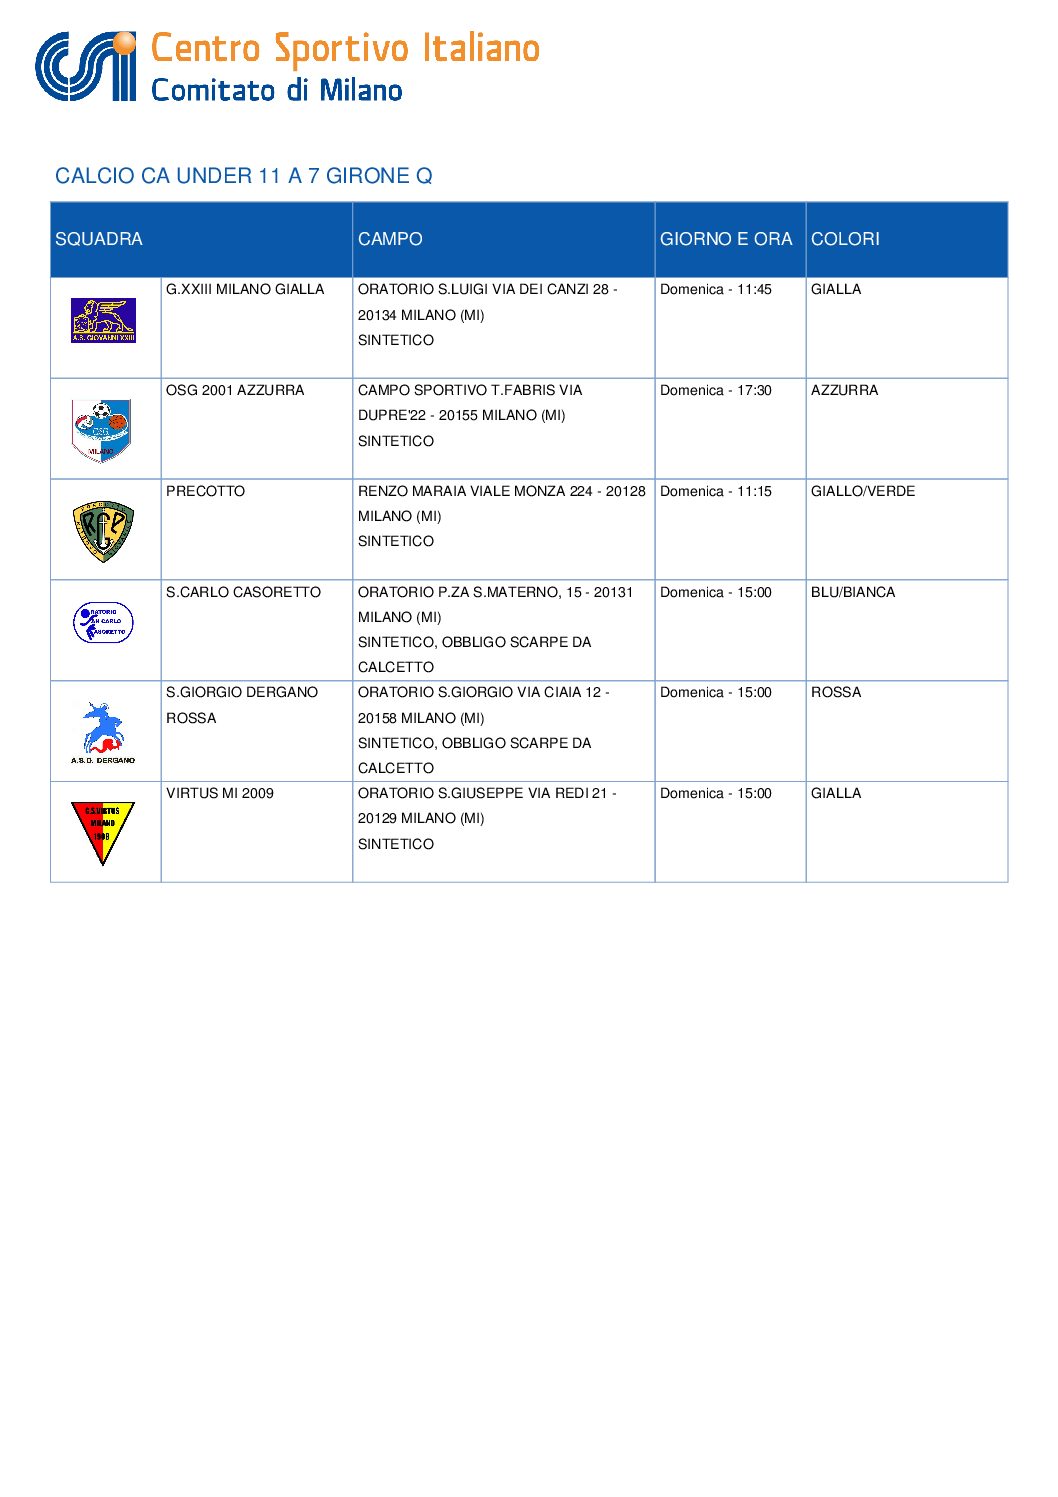 Centro Sportivo Italiano
Comitato di Milano
CALCIO CA UNDER 11 A 7 GIRONE Q
SQUADRA CAMPO GIORNO E ORA COLORI
G.XXIII MILANO GIALLA ORATORIO S.LUIGI VIA DEI CANZI 28 - Domenica - 11:45 GIALLA
20134 MILANO (MI)
SINTETICO
A.S. GIOVANNI XXIII
OSG 2001 AZZURRA CAMPO SPORTIVO T.FABRIS VIA Domenica - 17:30 AZZURRA
DUPRE'22 - 20155 MILANO (MI)
SINTETICO
OSG
MILANO
PRECOTTO RENZO MARAIA VIALE MONZA 224 - 20128 Domenica - 11:15 GIALLO/VERDE
MILANO (MI)
SINTETICO
S.CARLO CASORETTO ORATORIO P.ZA S.MATERNO, 15 - 20131 Domenica - 15:00 BLU/BIANCA
MILANO (MI)
SINTETICO, OBBLIGO SCARPE DA
CALCETTO
S.GIORGIO DERGANO ORATORIO S.GIORGIO VIA CIAIA 12 - Domenica - 15:00 ROSSA
ROSSA 20158 MILANO (MI)
SINTETICO, OBBLIGO SCARPE DA
CALCETTO
A.S.D. DERGANO
VIRTUS MI 2009 ORATORIO S.GIUSEPPE VIA REDI 21 - Domenica - 15:00 GIALLA
20129 MILANO (MI)
SINTETICO
C.S.VIRTUS
MILANO